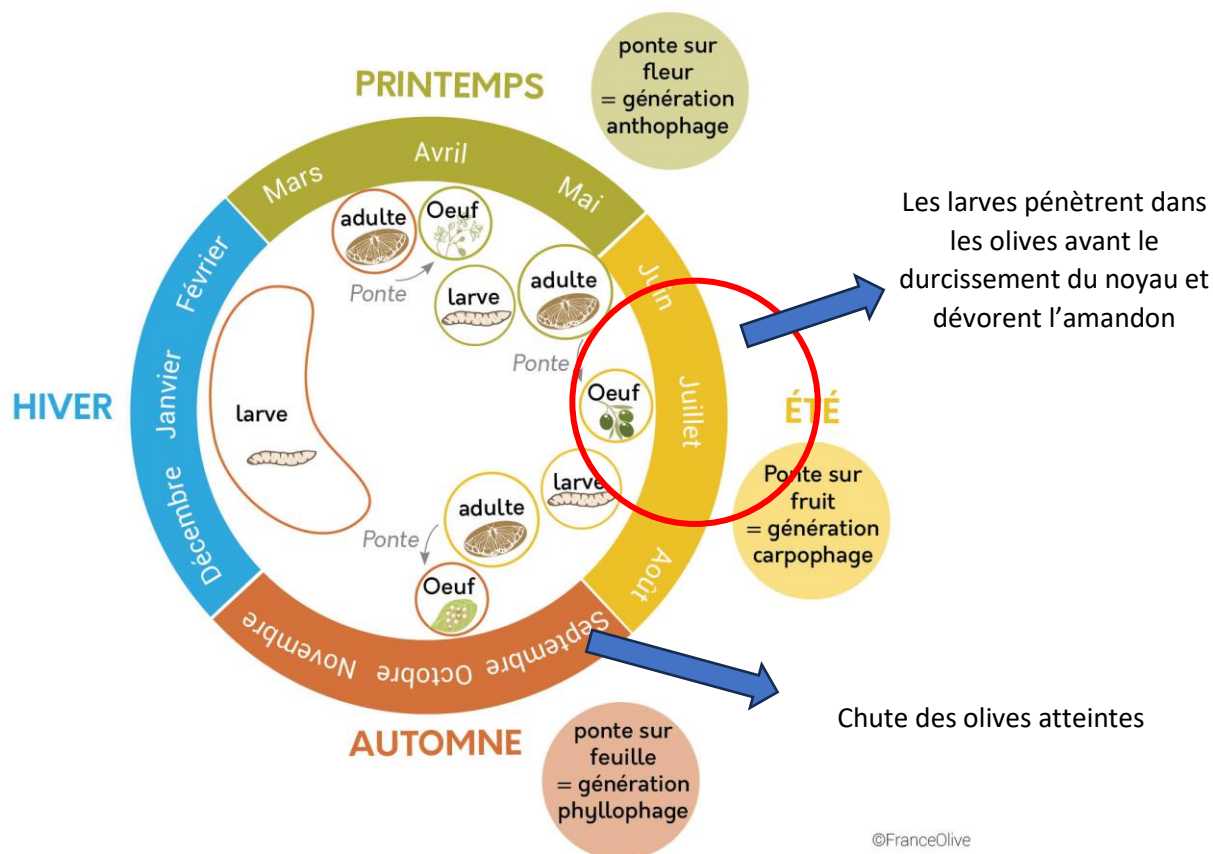 PRINTEMPS
ponte sur
fleur
= génération
anthophage
Mars
Avril
Mai
Juin
Juillet
Août
Septembre
Octobre
Novembre
Décembre
Janvier
Février
HIVER
ÉTÉ
AUTOMNE
adulte
Ponte
Oeuf
larve
adulte
Ponte
Oeuf
larve
adulte
Ponte
Oeuf
larve
Les larves pénètrent dans
les olives avant le
durcissement du noyau et
dévorent l’amandon
Ponte sur
fruit
= génération
carpophage
Chute des olives atteintes
ponte sur
feuille
= génération
phyllophage
©FranceOlive